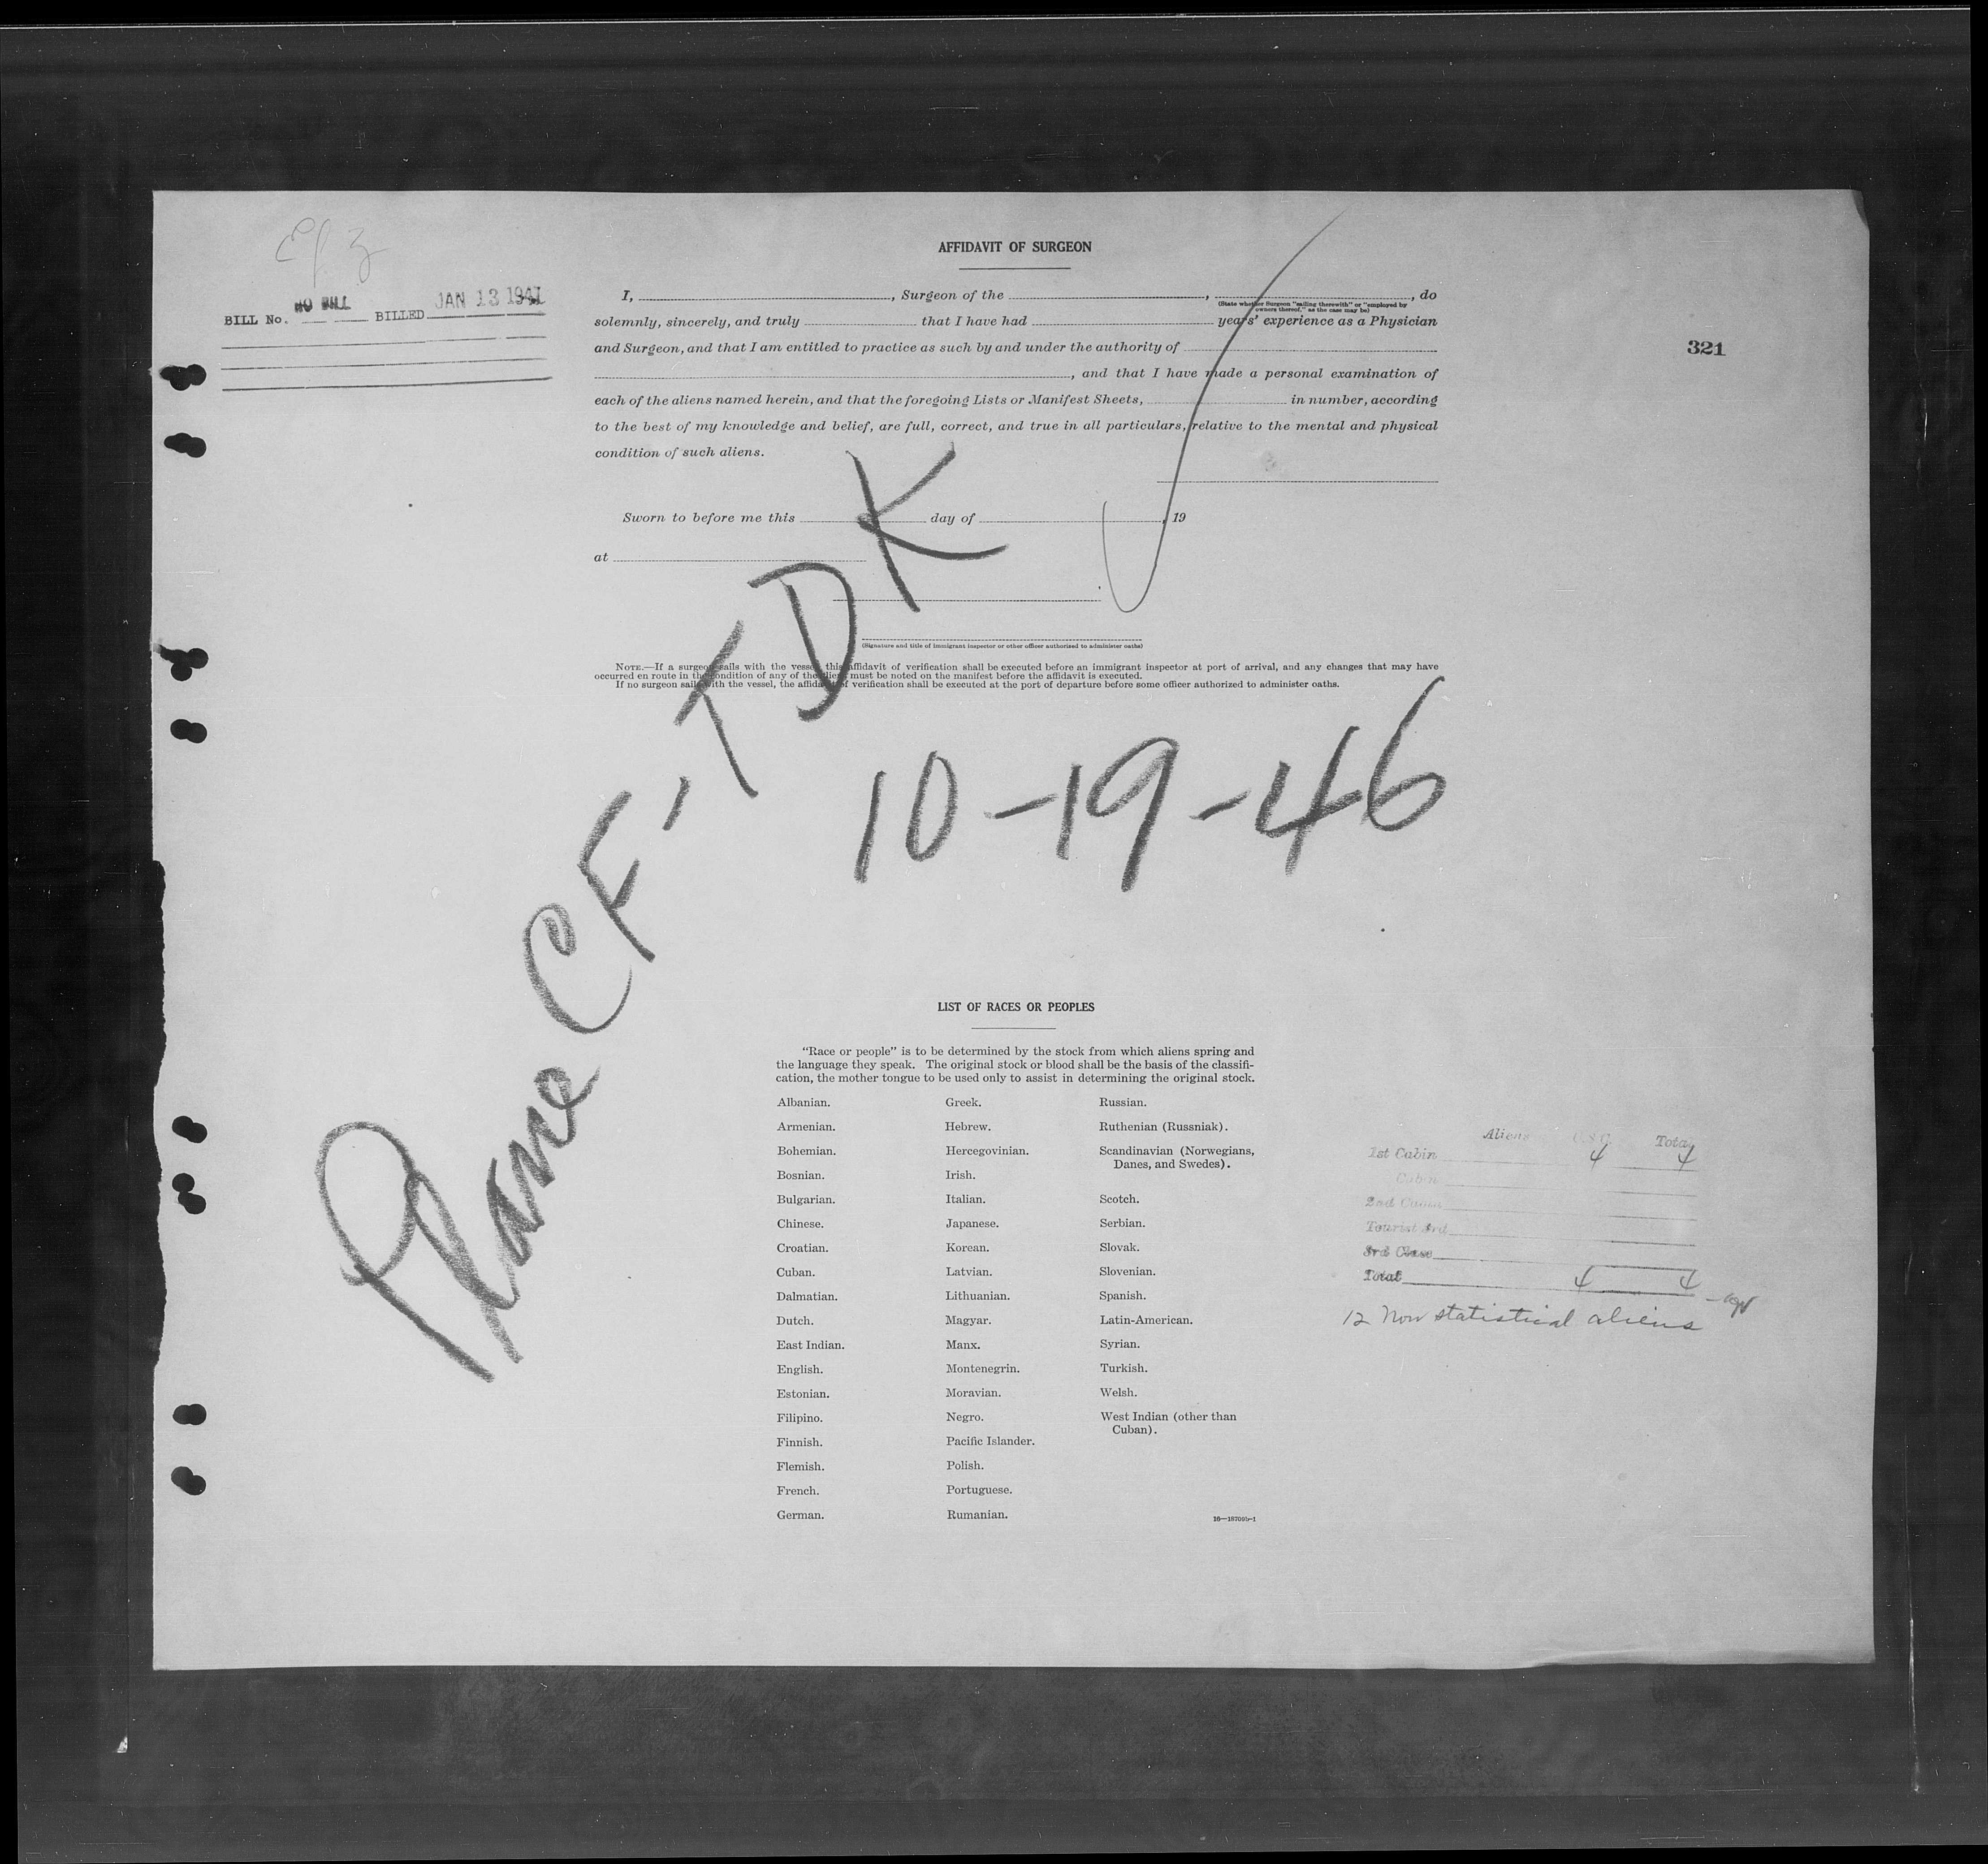 AFFIDAVIT OF SURGEON
BILL No. NO BILL BILLED JAN 13 1947
I, , Surgeon of the , , do
(State whether Surgeon "sailing therewith" or "employed by
owners thereof," as the case may be)
solemnly, sincerely, and truly that I have had years' experience as a Physician
and Surgeon, and that I am entitled to practice as such by and under the authority of
, and that I have made a personal examination of
each of the aliens named herein, and that the foregoing Lists or Manifest Sheets, in number, according
to the best of my knowledge and belief, are full, correct, and true in all particulars, relative to the mental and physical
condition of such aliens.
321
Sworn to before me this day of , 19
at
(Signature and title of immigrant inspector or other officer authorized to administer oaths)
NOTE.—If a surgeon sails with the vessel, this affidavit of verification shall be executed before an immigrant inspector at port of arrival, and any changes that may have
occurred en route in the condition of any of the aliens must be noted on the manifest before the affidavit is executed.
If no surgeon sails with the vessel, the affidavit of verification shall be executed at the port of departure before some officer authorized to administer oaths.
Plane CF-TDK
10-19-46
LIST OF RACES OR PEOPLES
"Race or people" is to be determined by the stock from which aliens spring and
the language they speak. The original stock or blood shall be the basis of the classifi-
cation, the mother tongue to be used only to assist in determining the original stock.
Albanian.
Armenian.
Bohemian.
Bosnian.
Bulgarian.
Chinese.
Croatian.
Cuban.
Dalmatian.
Dutch.
East Indian.
English.
Estonian.
Filipino.
Finnish.
Flemish.
French.
German.
Greek.
Hebrew.
Hercegovinian.
Irish.
Italian.
Japanese.
Korean.
Latvian.
Lithuanian.
Magyar.
Manx.
Montenegrin.
Moravian.
Negro.
Pacific Islander.
Polish.
Portuguese.
Rumanian.
Russian.
Ruthenian (Russniak).
Scandinavian (Norwegians,
Danes, and Swedes).
Scotch.
Serbian.
Slovak.
Slovenian.
Spanish.
Latin-American.
Syrian.
Turkish.
Welsh.
West Indian (other than
Cuban).
16—18709b-1
Aliens U.S.C. Total
1st Cabin 4 4
Cabin
2nd Cabin
Tourist 3rd
3rd Class
Total 4 4
12 Non statistical aliens